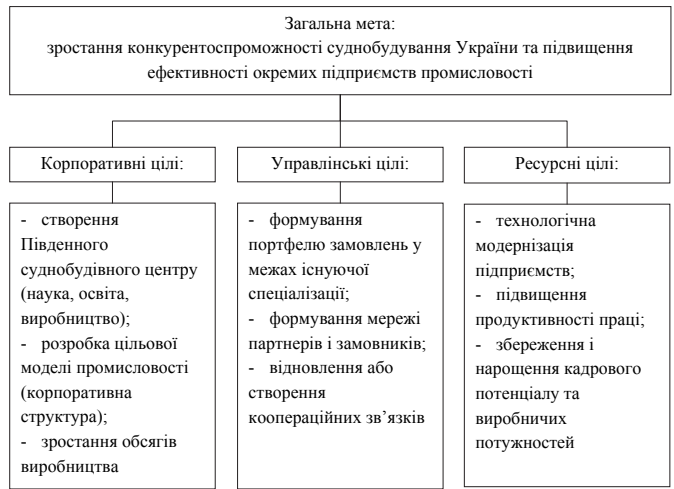 Загальна мета:
зростання конкурентоспроможності суднобудування України та підвищення
ефективності окремих підприємств промисловості
Корпоративні цілі:
Управлінські цілі:
Ресурсні цілі:
- створення
Південного
суднобудівного центру
(наука, освіта,
виробництво);
- розробка цільової
моделі промисловості
(корпоративна
структура);
- зростання обсягів
виробництва
- формування
портфелю замовлень у
межах існуючої
спеціалізації;
- формування мережі
партнерів і замовників;
- відновлення або
створення
коопераційних зв’язків
- технологічна
модернізація
підприємств;
- підвищення
продуктивності праці;
- збереження і
нарощення кадрового
потенціалу та
виробничих
потужностей